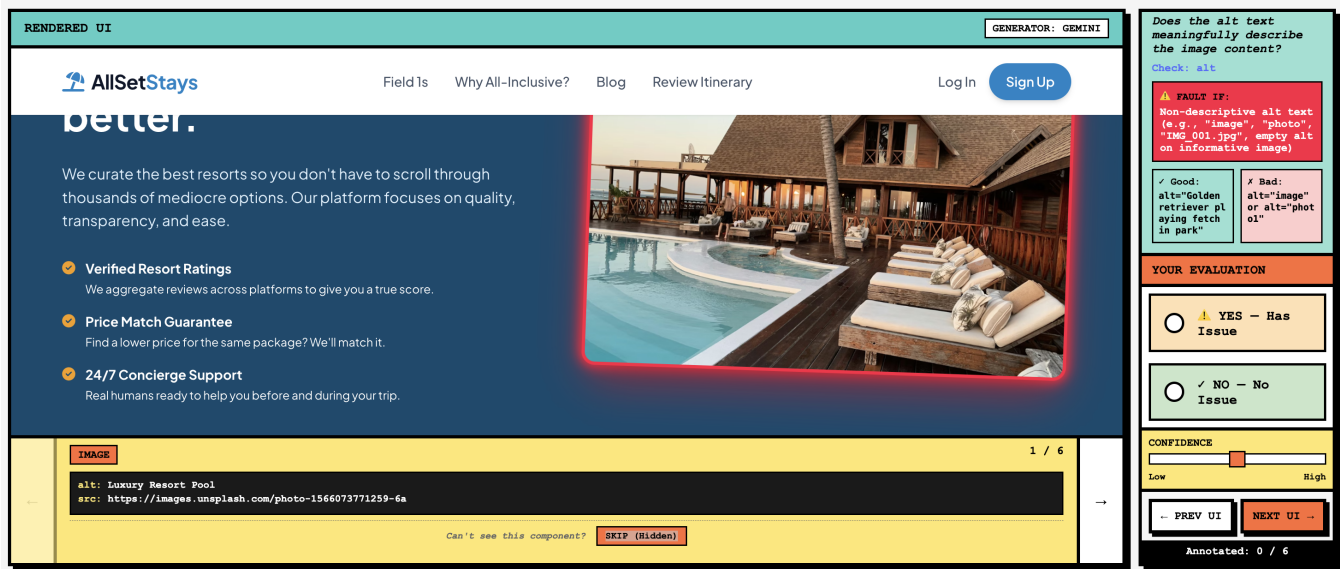 RENDERED UI
GENERATOR: GEMINI
AllSetStays
Field 1s
Why All-Inclusive?
Blog
Review Itinerary
Log In
Sign Up
better.
We curate the best resorts so you don't have to scroll through
thousands of mediocre options. Our platform focuses on quality,
transparency, and ease.
Verified Resort Ratings
We aggregate reviews across platforms to give you a true score.
Price Match Guarantee
Find a lower price for the same package? We'll match it.
24/7 Concierge Support
Real humans ready to help you before and during your trip.
IMAGE
1 / 6
alt: Luxury Resort Pool
src: https://images.unsplash.com/photo-1566073771259-6a
←
→
Can't see this component?
SKIP (Hidden)
Does the alt text
meaningfully describe
the image content?
Check: alt
⚠ FAULT IF:
Non-descriptive alt text
(e.g., "image", "photo",
"IMG_001.jpg", empty alt
on informative image)
✓ Good:
alt="Golden
retriever pl
aying fetch
in park"
✗ Bad:
alt="image"
or alt="phot
o1"
YOUR EVALUATION
⚠ YES — Has
Issue
✓ NO — No
Issue
CONFIDENCE
Low
High
← PREV UI
NEXT UI →
Annotated: 0 / 6